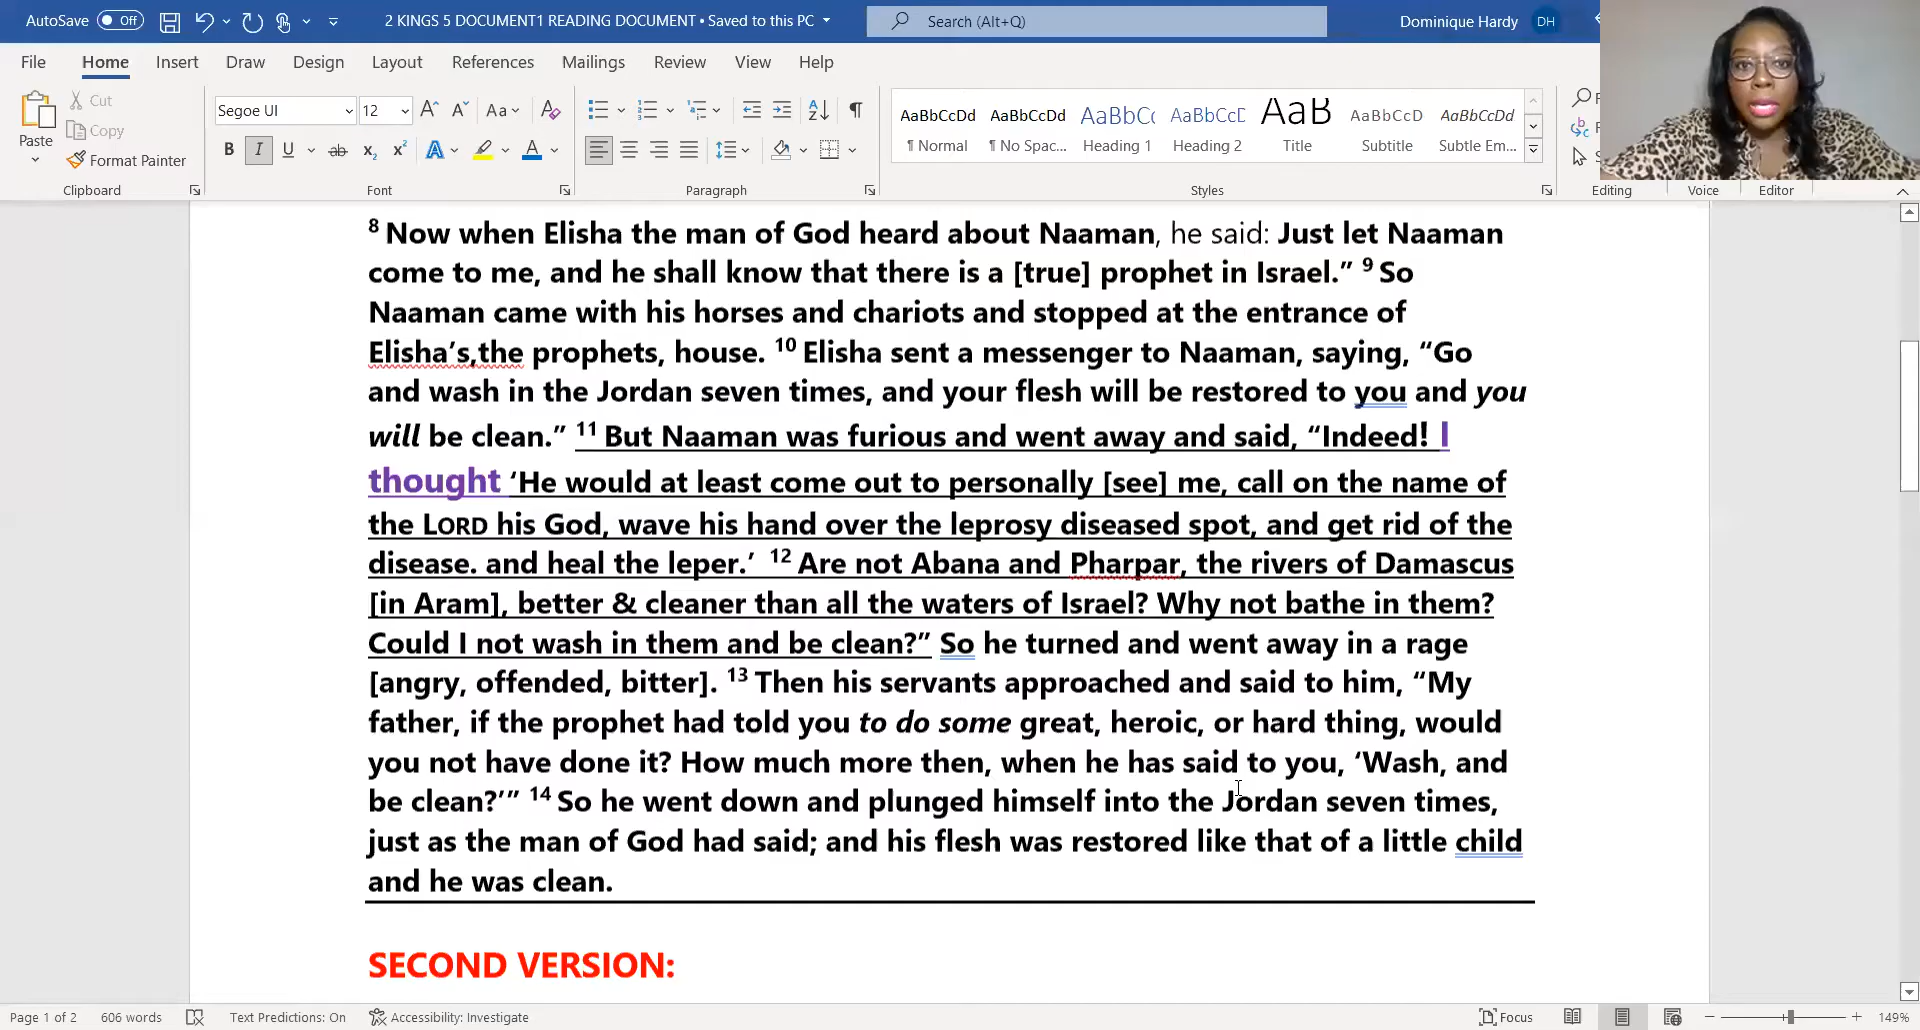 AutoSave Off 2 KINGS 5 DOCUMENT1 READING DOCUMENT • Saved to this PC Search (Alt+Q) Dominique Hardy DH
File Home Insert Draw Design Layout References Mailings Review View Help
Cut
Copy
Paste
Format Painter
Clipboard
Segoe UI 12
Font
Paragraph
AaBbCcDd AaBbCcDd AaBbCc AaBbCcD AaB AaBbCcD AaBbCcDd
¶ Normal ¶ No Spac... Heading 1 Heading 2 Title Subtitle Subtle Em...
Styles
Editing Voice Editor
8 Now when Elisha the man of God heard about Naaman, he said: Just let Naaman
come to me, and he shall know that there is a [true] prophet in Israel.” 9 So
Naaman came with his horses and chariots and stopped at the entrance of
Elisha’s,the prophets, house. 10 Elisha sent a messenger to Naaman, saying, “Go
and wash in the Jordan seven times, and your flesh will be restored to you and you
will be clean.” 11 But Naaman was furious and went away and said, “Indeed! I
thought ‘He would at least come out to personally [see] me, call on the name of
the LORD his God, wave his hand over the leprosy diseased spot, and get rid of the
disease. and heal the leper.’ 12 Are not Abana and Pharpar, the rivers of Damascus
[in Aram], better & cleaner than all the waters of Israel? Why not bathe in them?
Could I not wash in them and be clean?” So he turned and went away in a rage
[angry, offended, bitter]. 13 Then his servants approached and said to him, “My
father, if the prophet had told you to do some great, heroic, or hard thing, would
you not have done it? How much more then, when he has said to you, ‘Wash, and
be clean?’” 14 So he went down and plunged himself into the Jordan seven times,
just as the man of God had said; and his flesh was restored like that of a little child
and he was clean.
SECOND VERSION:
Page 1 of 2 606 words Text Predictions: On Accessibility: Investigate Focus 149%